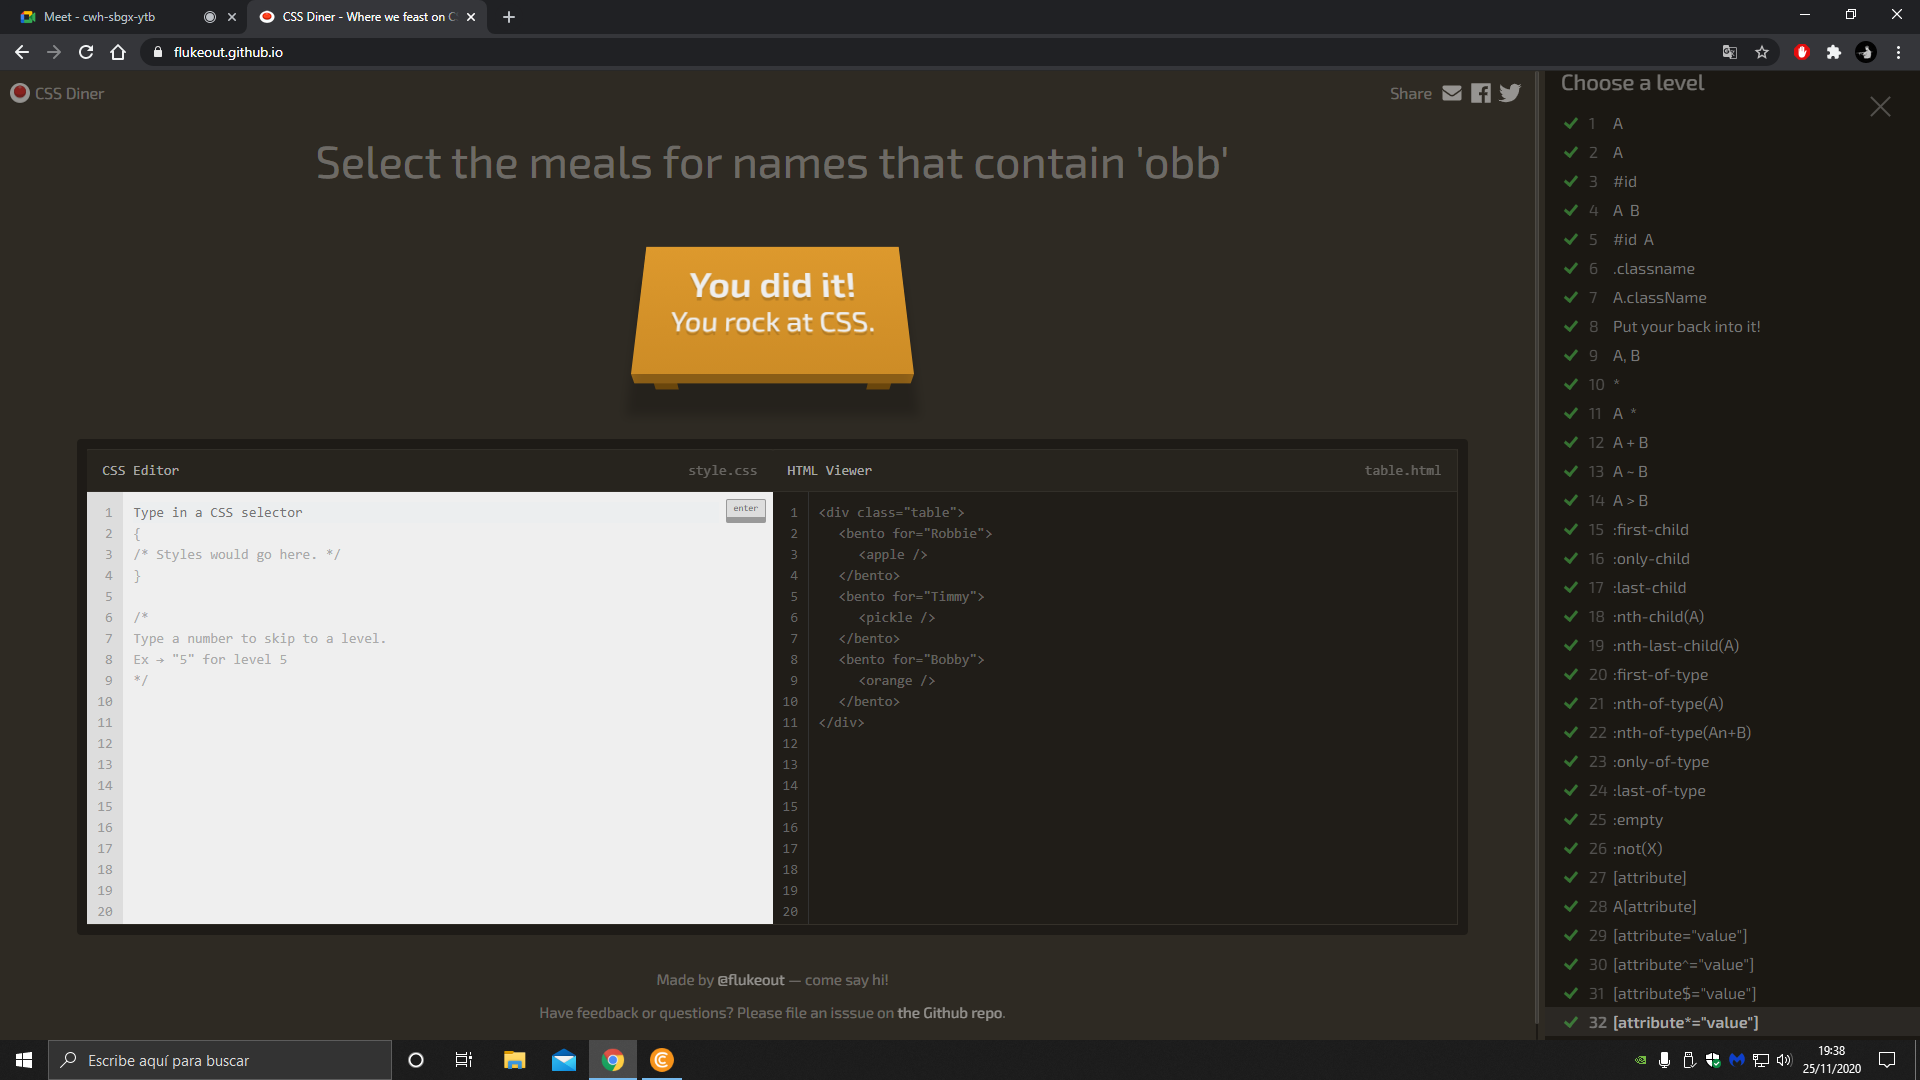 Meet - cwh-sbgx-ytb
CSS Diner - Where we feast on C
flukeout.github.io
CSS Diner
Share
Select the meals for names that contain 'obb'
You did it!
You rock at CSS.
CSS Editor
style.css
HTML Viewer
table.html
enter
1 Type in a CSS selector
2 {
3 /* Styles would go here. */
4 }
5
6 /*
7 Type a number to skip to a level.
8 Ex → "5" for level 5
9 */
10
11
12
13
14
15
16
17
18
19
20
1 <div class="table">
2 <bento for="Robbie">
3 <apple />
4 </bento>
5 <bento for="Timmy">
6 <pickle />
7 </bento>
8 <bento for="Bobby">
9 <orange />
10 </bento>
11 </div>
12
13
14
15
16
17
18
19
20
Made by @flukeout — come say hi!
Have feedback or questions? Please file an isssue on the Github repo.
Choose a level
1 A
2 A
3 #id
4 A B
5 #id A
6 .classname
7 A.className
8 Put your back into it!
9 A, B
10 *
11 A *
12 A + B
13 A ~ B
14 A > B
15 :first-child
16 :only-child
17 :last-child
18 :nth-child(A)
19 :nth-last-child(A)
20 :first-of-type
21 :nth-of-type(A)
22 :nth-of-type(An+B)
23 :only-of-type
24 :last-of-type
25 :empty
26 :not(X)
27 [attribute]
28 A[attribute]
29 [attribute="value"]
30 [attribute^="value"]
31 [attribute$="value"]
32 [attribute*="value"]
Escribe aquí para buscar
19:38
25/11/2020